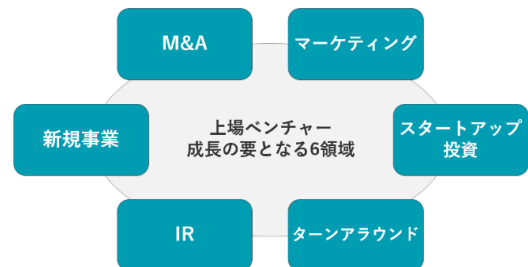 M&A
マーケティング
新規事業
上場ベンチャー
成長の要となる6領域
スタートアップ
投資
IR
ターンアラウンド